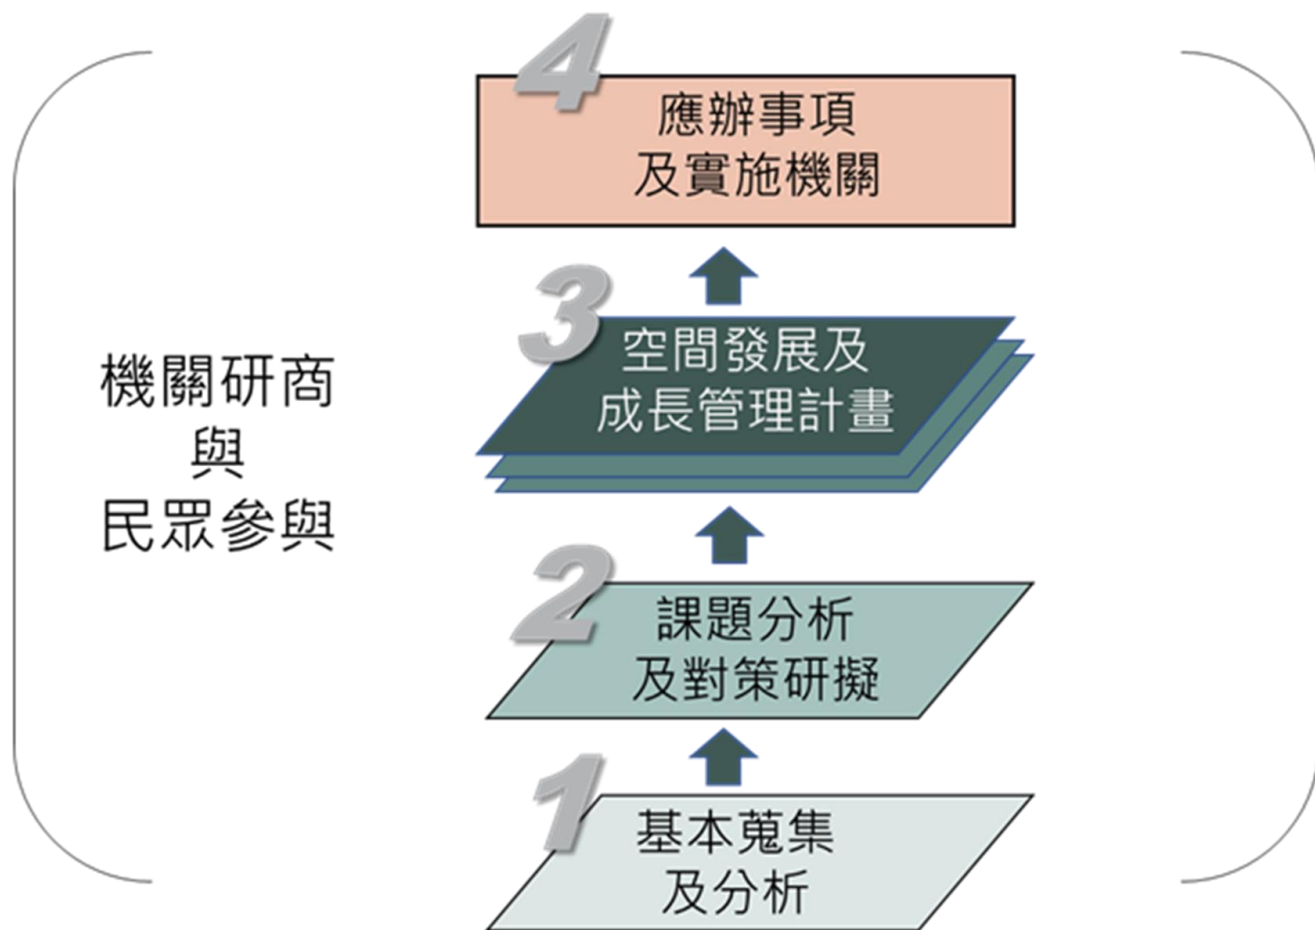 4
應辦事項
及實施機關
3
空間發展及
成長管理計畫
機關研商
與
民眾參與
2
課題分析
及對策研擬
1
基本蒐集
及分析